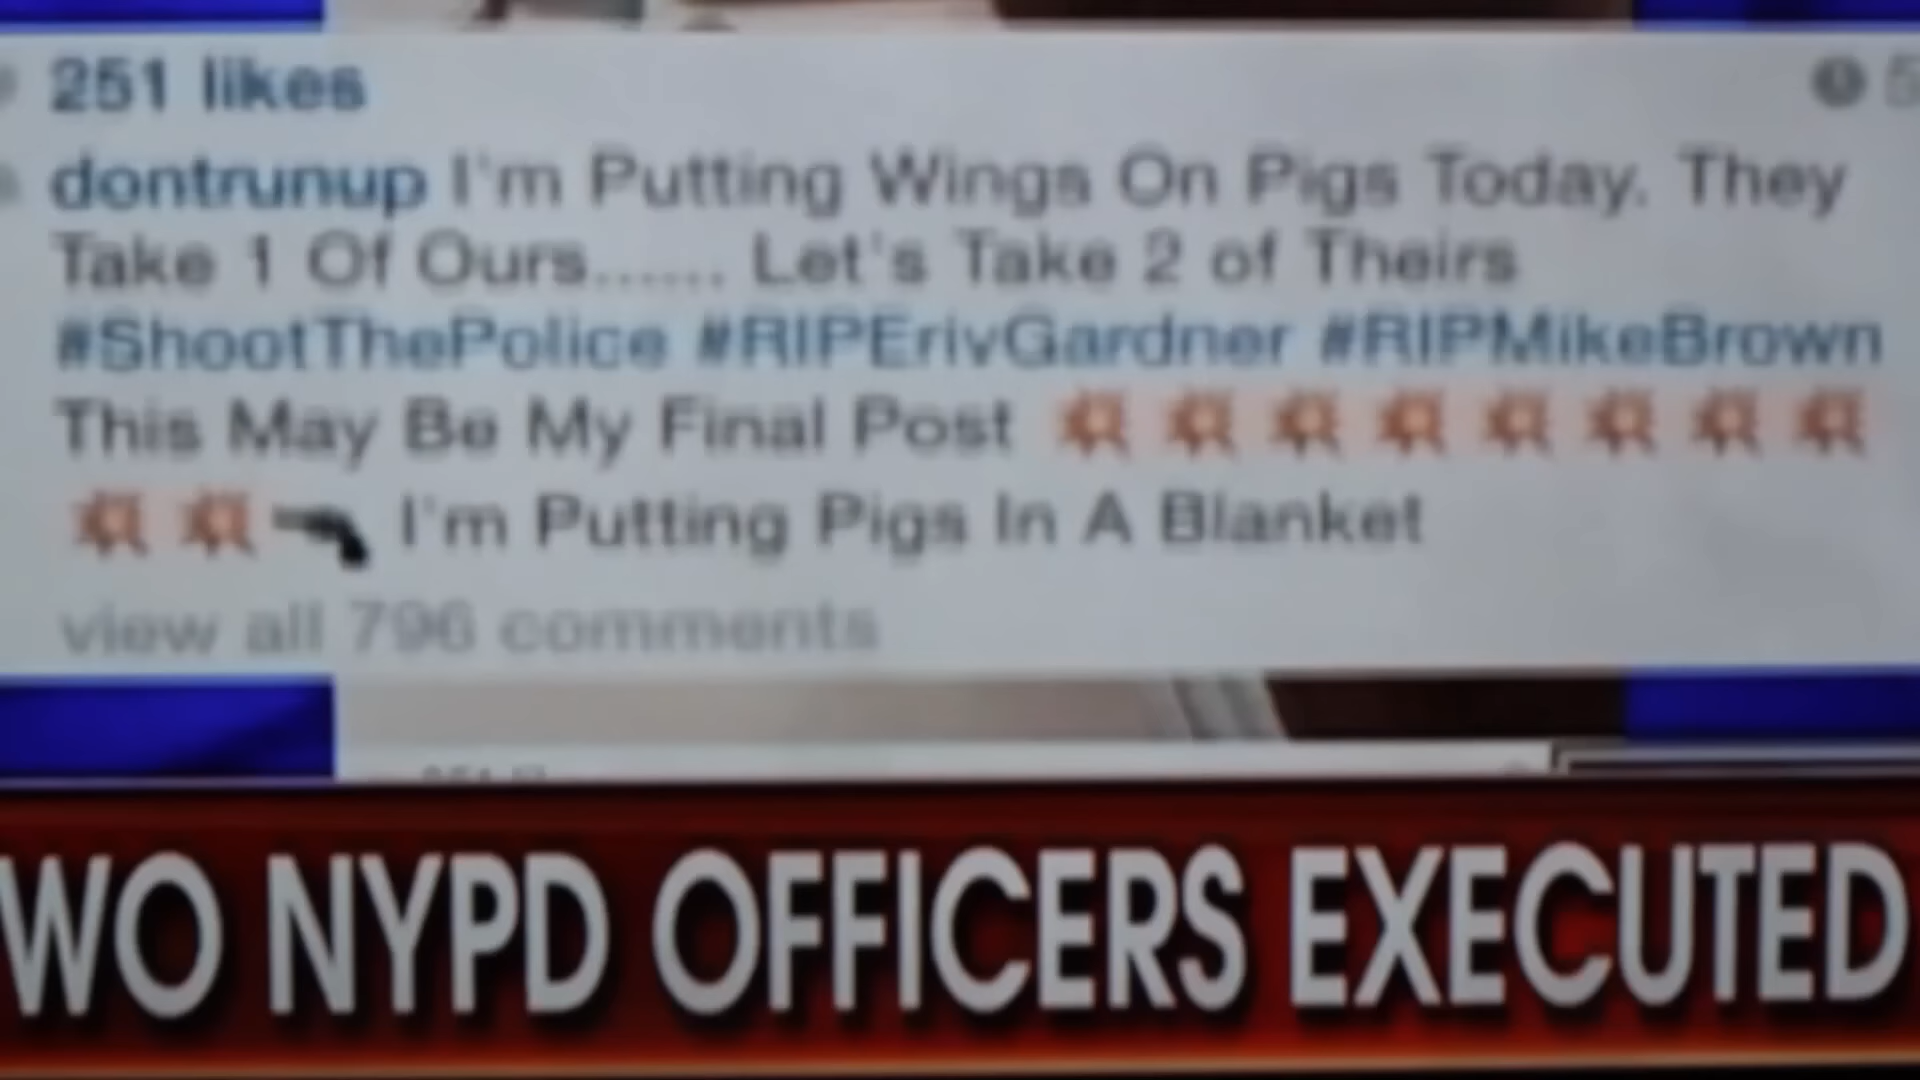 251 likes
dontrunup I'm Putting Wings On Pigs Today. They
Take 1 Of Ours...... Let's Take 2 of Theirs
#ShootThePolice #RIPErivGardner #RIPMikeBrown
This May Be My Final Post 💥💥💥💥💥💥💥💥
💥💥🔫 I'm Putting Pigs In A Blanket
view all 796 comments
WO NYPD OFFICERS EXECUTED